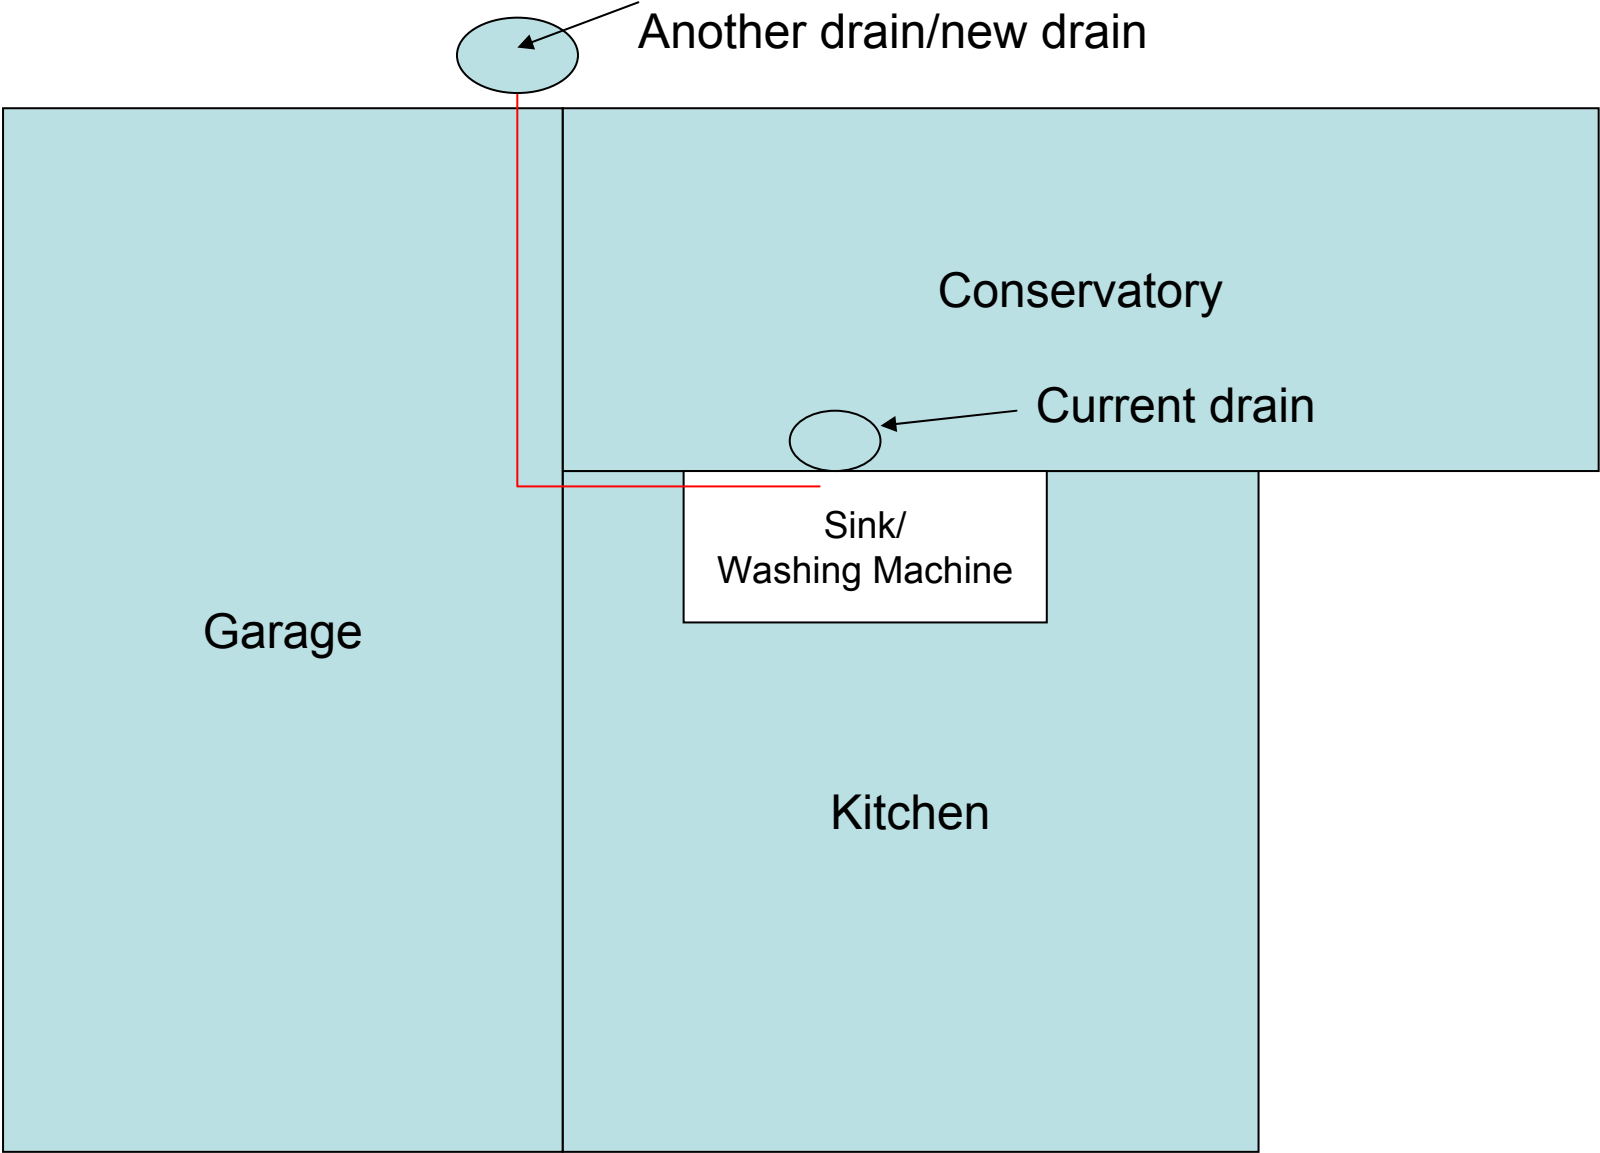 Another drain/new drain
Conservatory
Current drain
Sink/
Washing Machine
Garage
Kitchen